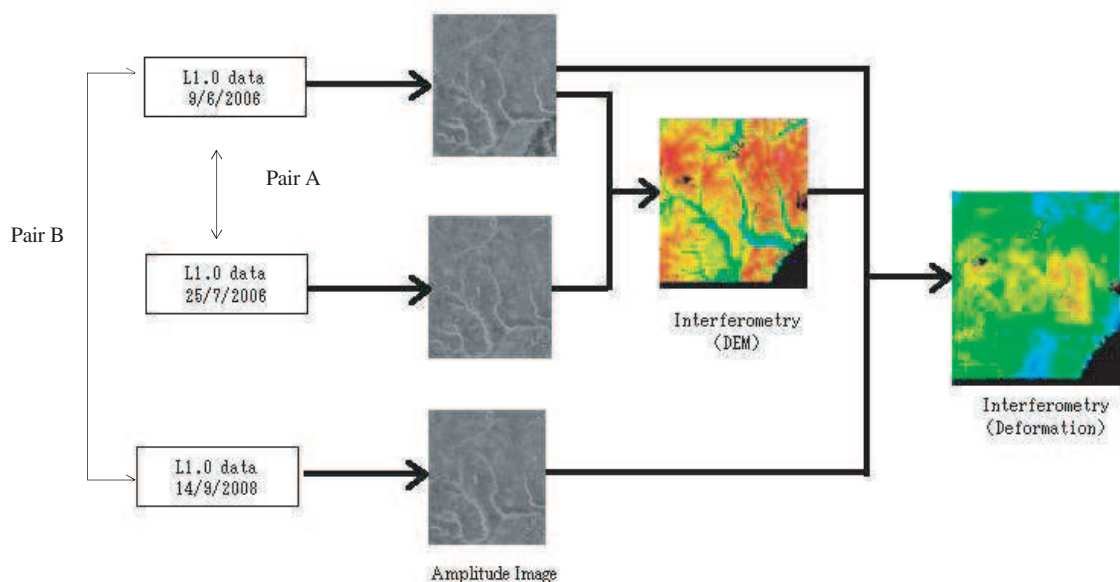 L1.0 data
9/6/2006
Pair A
Pair B
L1.0 data
25/7/2006
Interferometry
(DEM)
Interferometry
(Deformation)
L1.0 data
14/9/2008
Amplitude Image